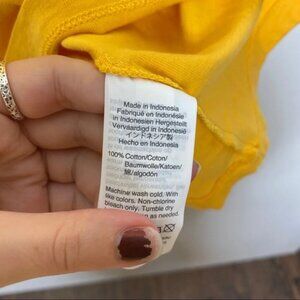 Made in Indonesia
Fabriqué en Indonésie
in Indonesien Hergestellt
Vervaardigd in Indonesia
インドネシア製
Hecho en Indonesia
100% Cotton/Coton/
Baumwolle/Katoen/
綿/algodón
Machine wash cold. With
like colors. Non-chlorine
bleach only. Tumble dry
as needed.